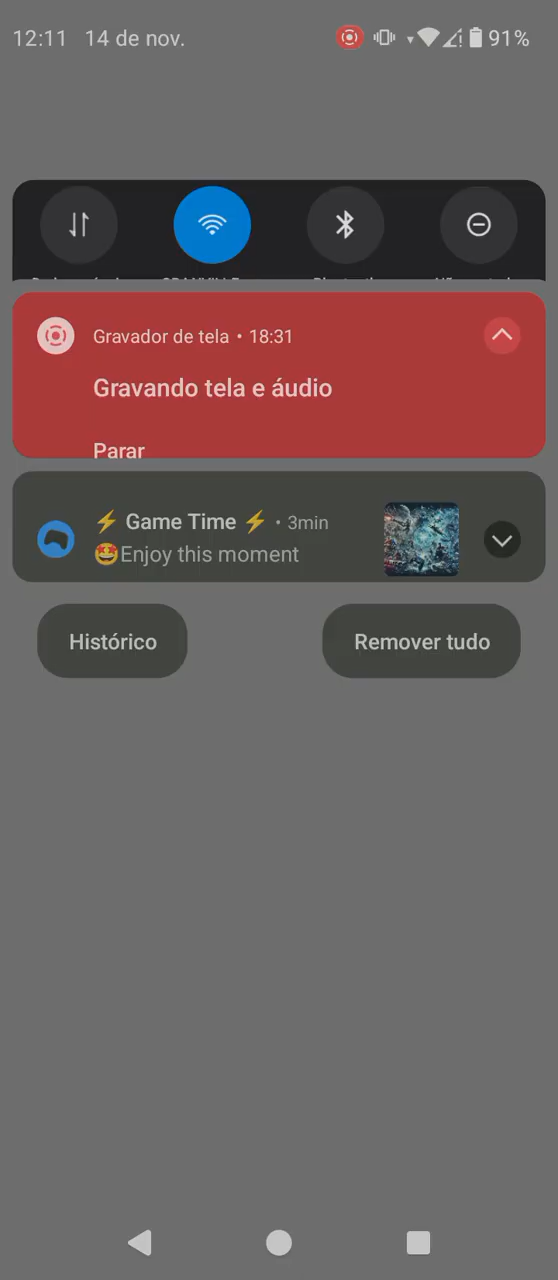 12:11 14 de nov. 91%
Gravador de tela • 18:31
Gravando tela e áudio
Parar
⚡ Game Time ⚡ • 3min
🤩Enjoy this moment
Histórico Remover tudo